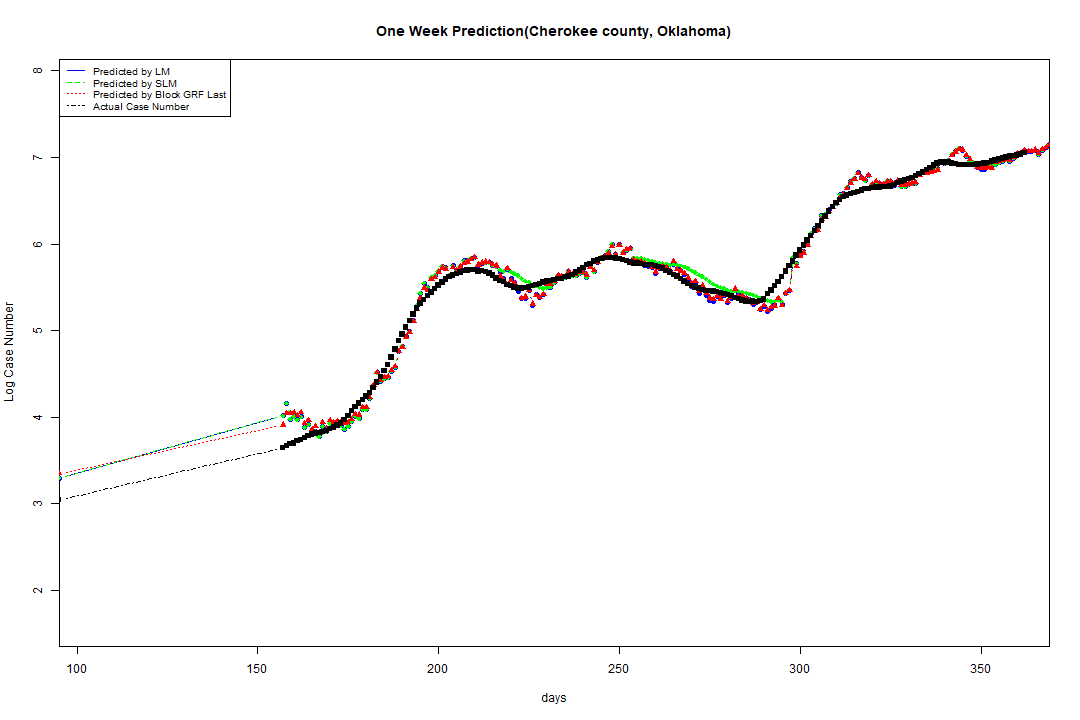 One Week Prediction(Cherokee county, Oklahoma)
Predicted by LM
Predicted by SLM
Predicted by Block GRF Last
Actual Case Number
8
7
6
5
4
3
2
Log Case Number
100 150 200 250 300 350
days